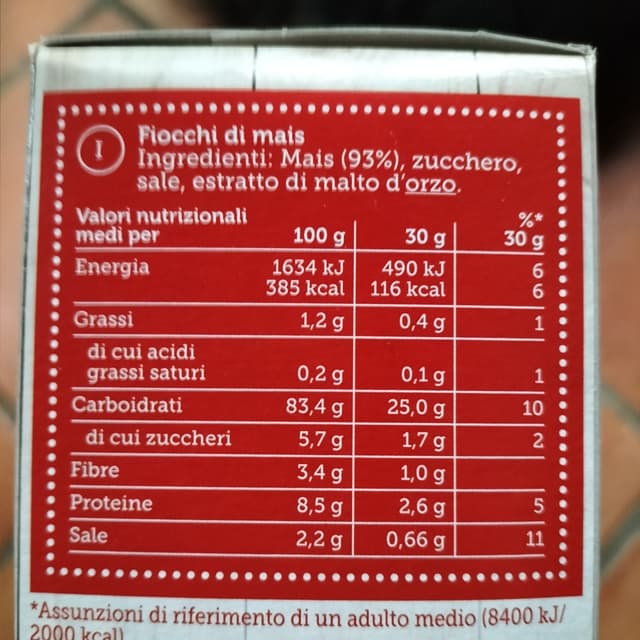 I
Fiocchi di mais
Ingredienti: Mais (93%), zucchero,
sale, estratto di malto d'orzo.
Valori nutrizionali
medi per 100 g 30 g %* 30 g
Energia 1634 kJ 490 kJ 6
385 kcal 116 kcal 6
Grassi 1,2 g 0,4 g 1
di cui acidi
grassi saturi 0,2 g 0,1 g 1
Carboidrati 83,4 g 25,0 g 10
di cui zuccheri 5,7 g 1,7 g 2
Fibre 3,4 g 1,0 g
Proteine 8,5 g 2,6 g 5
Sale 2,2 g 0,66 g 11
*Assunzioni di riferimento di un adulto medio (8400 kJ/
2000 kcal)